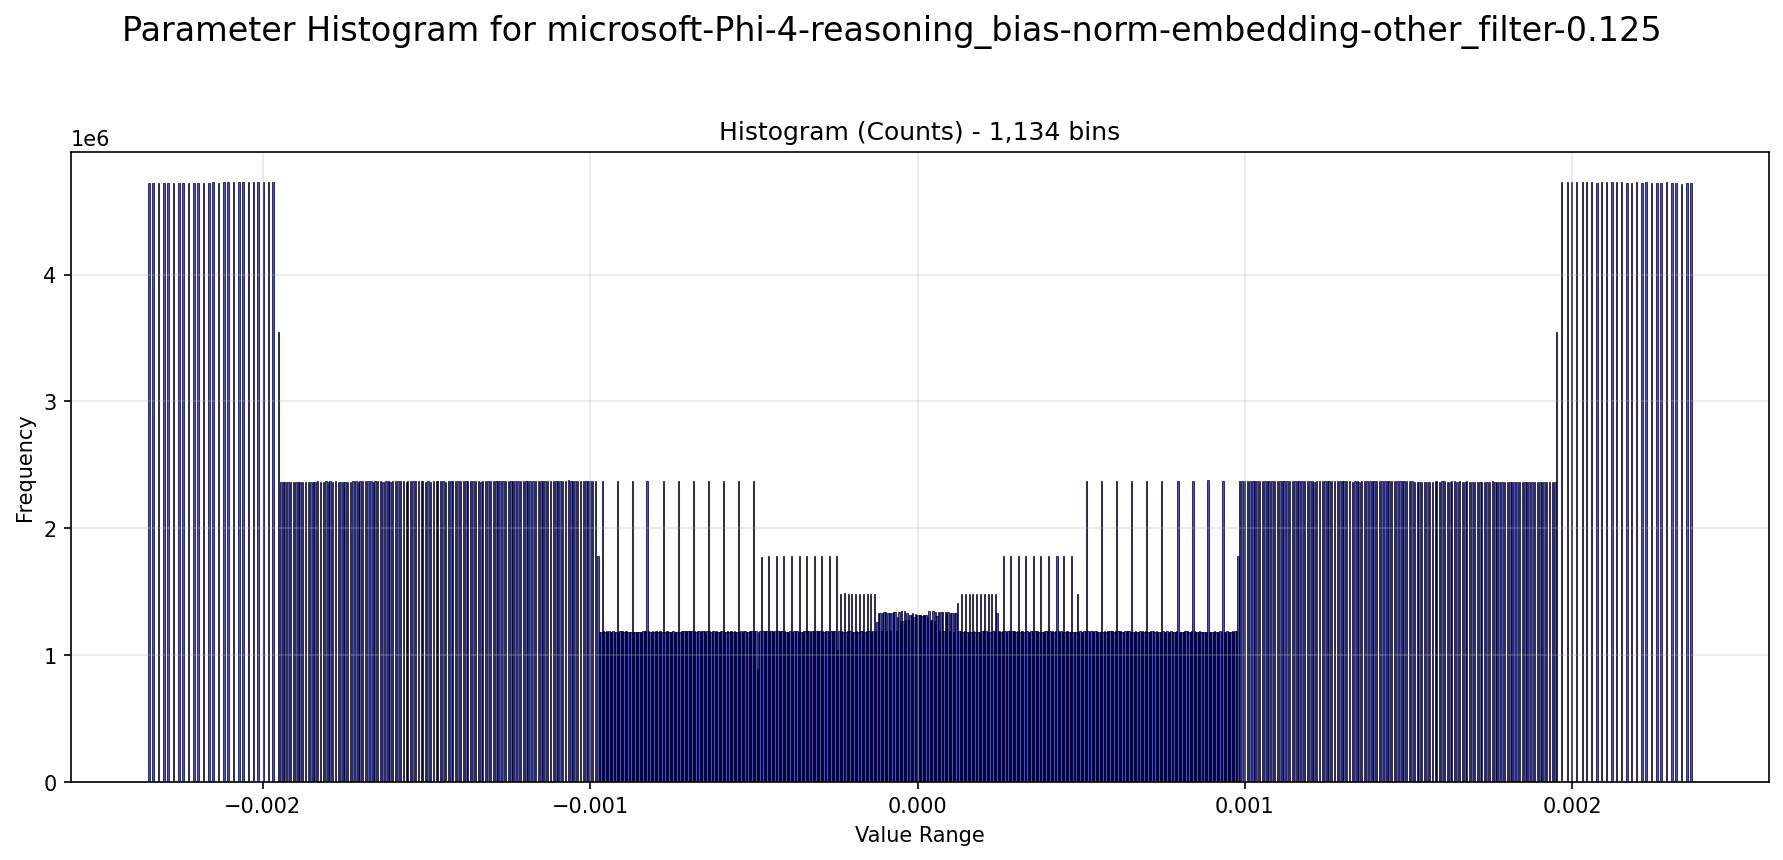 Parameter Histogram for microsoft-Phi-4-reasoning_bias-norm-embedding-other_filter-0.125
Histogram (Counts) - 1,134 bins
1e6
4
3
2
1
0
Frequency
−0.002 −0.001 0.000 0.001 0.002
Value Range